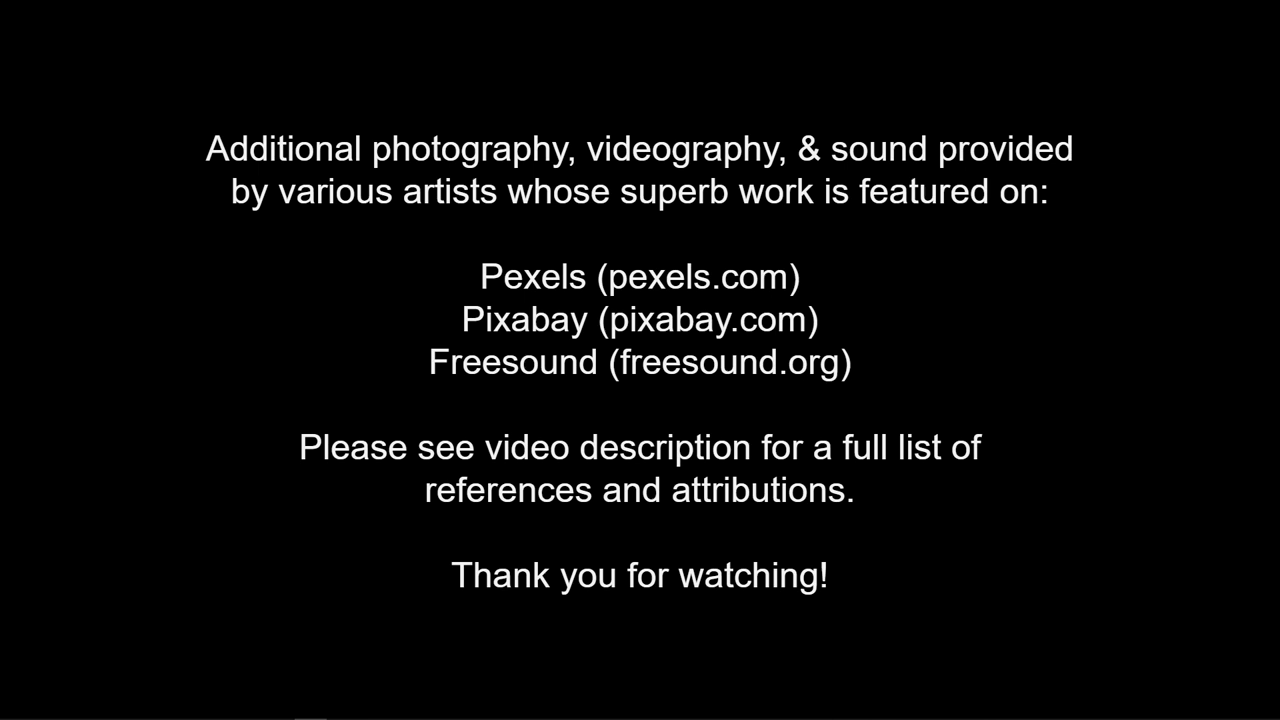 Additional photography, videography, & sound provided
by various artists whose superb work is featured on:
Pexels (pexels.com)
Pixabay (pixabay.com)
Freesound (freesound.org)
Please see video description for a full list of
references and attributions.
Thank you for watching!